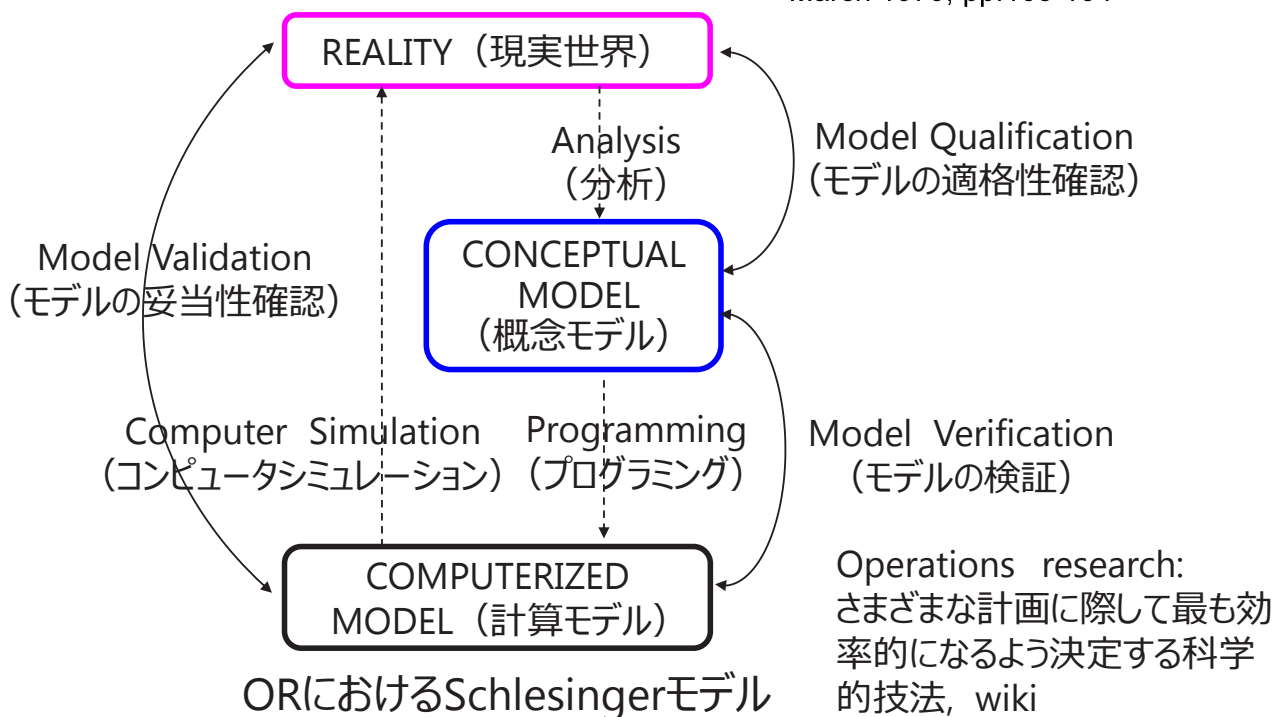 REALITY（現実世界）
Analysis
（分析）
Model Qualification
（モデルの適格性確認）
Model Validation
（モデルの妥当性確認）
CONCEPTUAL
MODEL
（概念モデル）
Computer Simulation
（コンピュータシミュレーション）
Programming
（プログラミング）
Model Verification
（モデルの検証）
COMPUTERIZED
MODEL（計算モデル）
Operations research:
さまざまな計画に際して最も効
率的になるよう決定する科学
的技法, wiki
ORにおけるSchlesingerモデル